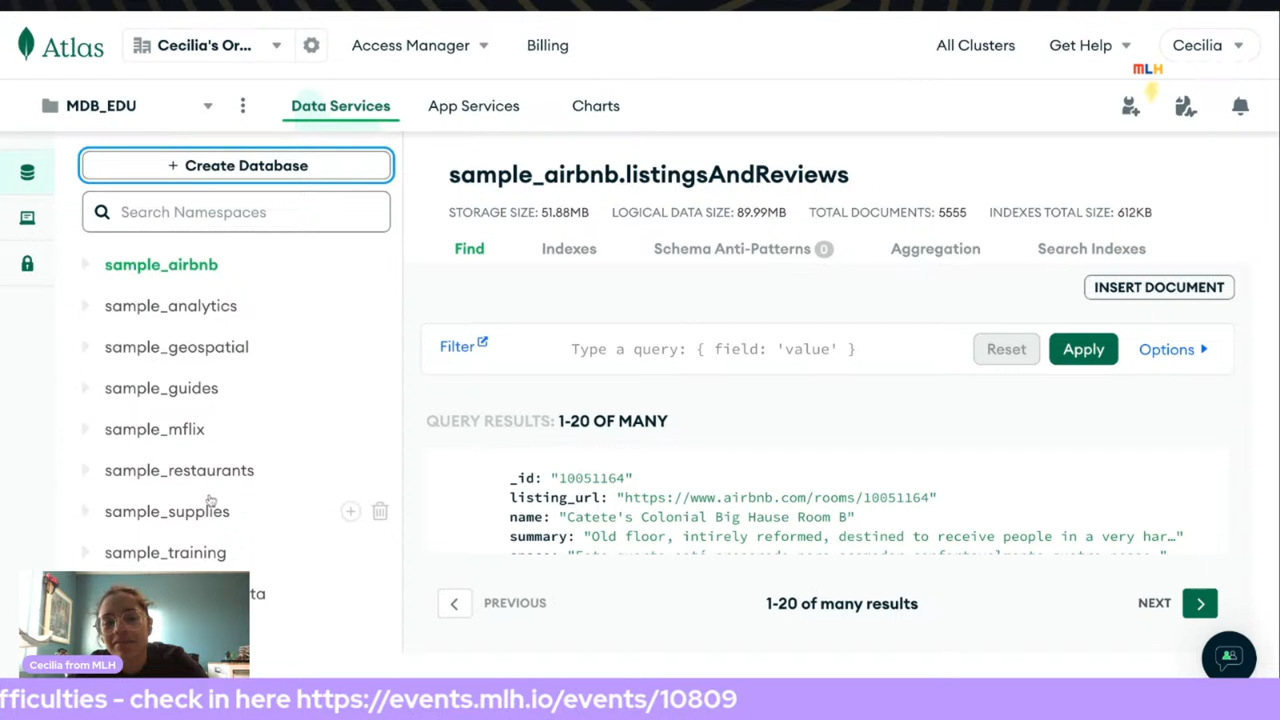 Atlas
Cecilia's Or...
Access Manager
Billing
All Clusters
Get Help
Cecilia
MLH
MDB_EDU
Data Services
App Services
Charts
+ Create Database
Search Namespaces
sample_airbnb
sample_analytics
sample_geospatial
sample_guides
sample_mflix
sample_restaurants
sample_supplies
sample_training
ta
sample_airbnb.listingsAndReviews
STORAGE SIZE: 51.88MB LOGICAL DATA SIZE: 89.99MB TOTAL DOCUMENTS: 5555 INDEXES TOTAL SIZE: 612KB
Find
Indexes
Schema Anti-Patterns 0
Aggregation
Search Indexes
INSERT DOCUMENT
Filter
Type a query: { field: 'value' }
Reset
Apply
Options
QUERY RESULTS: 1-20 OF MANY
_id: "10051164"
listing_url: "https://www.airbnb.com/rooms/10051164"
name: "Catete's Colonial Big Hause Room B"
summary: "Old floor, intirely reformed, destined to receive people in a very har…"
PREVIOUS
1-20 of many results
NEXT
Cecilia from MLH
fficulties - check in here https://events.mlh.io/events/10809